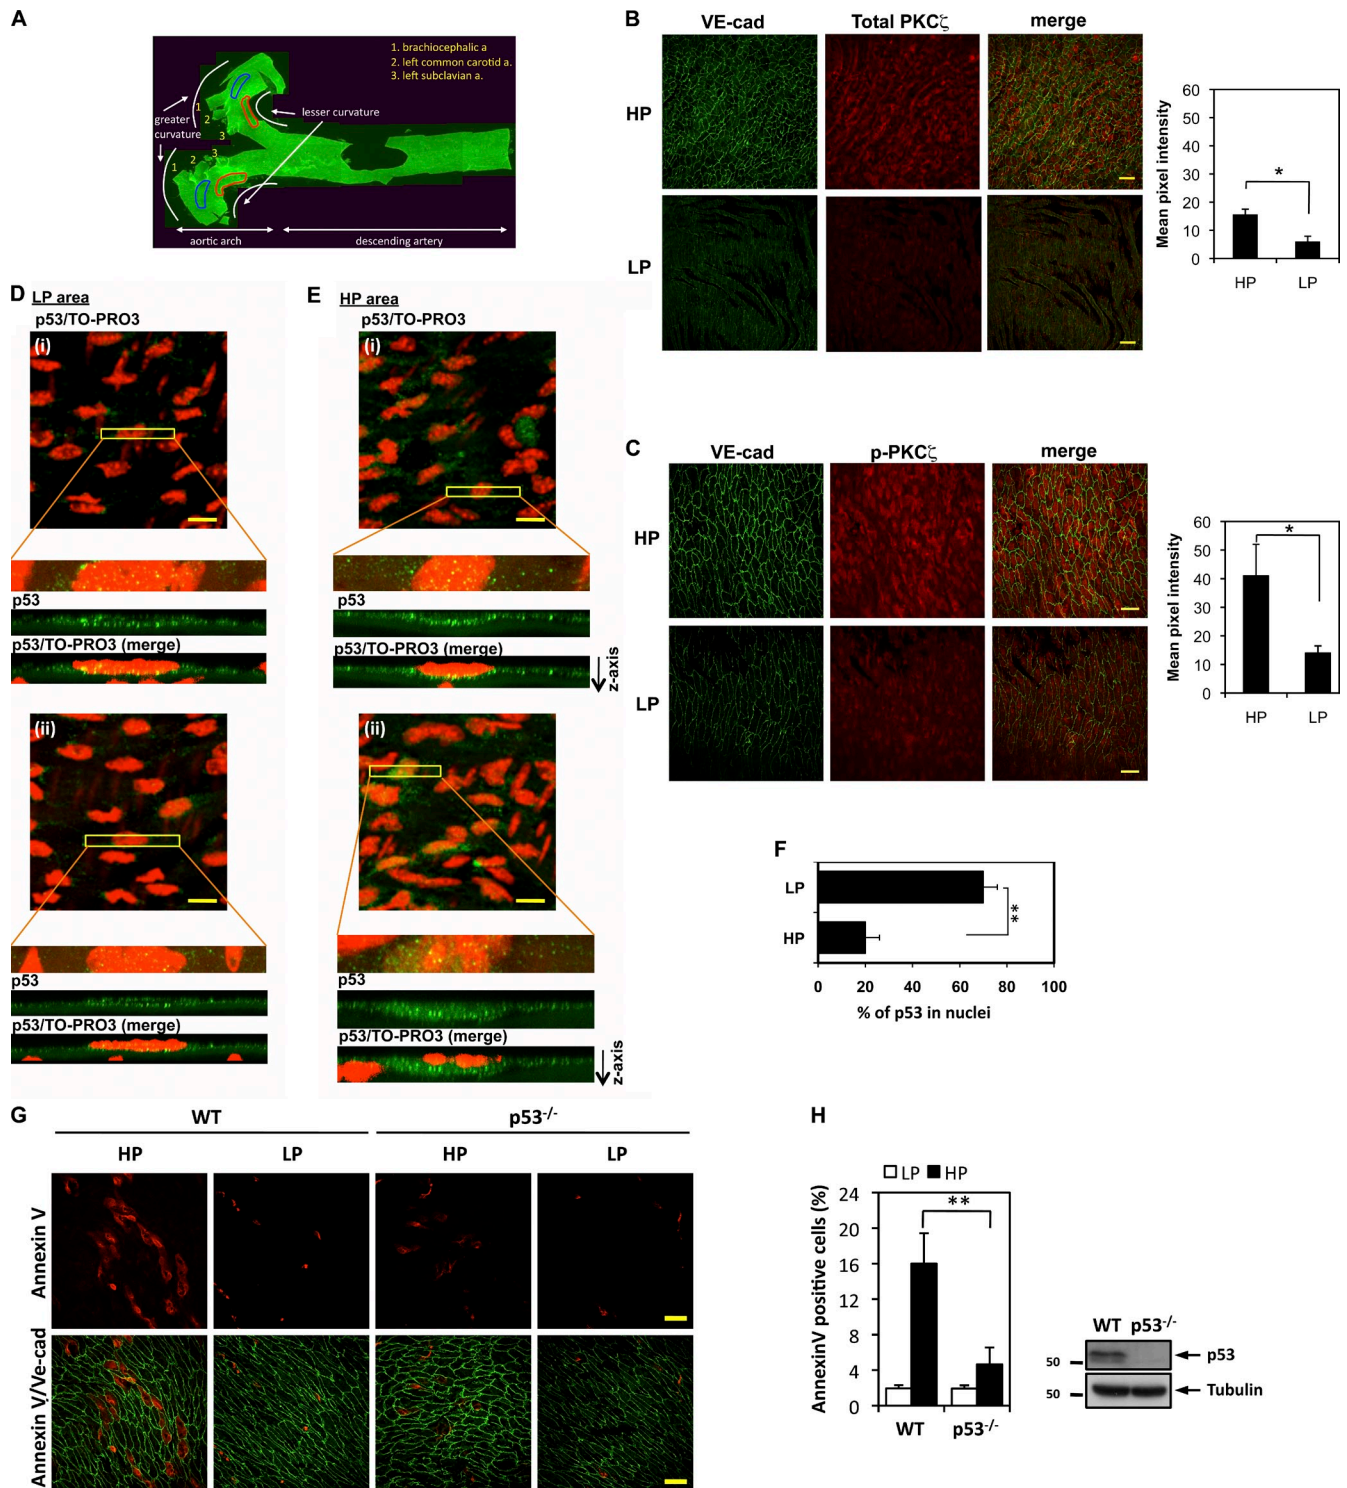 A
1. brachiocephalic a
2. left common carotid a.
3. left subclavian a.
greater curvature
lesser curvature
1
2
3
1
2
3
aortic arch
descending artery
B
VE-cad
Total PKCζ
merge
HP
LP
Mean pixel intensity
60
50
40
30
20
10
0
*
HP
LP
C
VE-cad
p-PKCζ
merge
HP
LP
Mean pixel intensity
60
50
40
30
20
10
0
*
HP
LP
D
LP area
p53/TO-PRO3
(i)
p53
p53/TO-PRO3 (merge)
(ii)
p53
p53/TO-PRO3 (merge)
E
HP area
p53/TO-PRO3
(i)
p53
p53/TO-PRO3 (merge)
z-axis
(ii)
p53
p53/TO-PRO3 (merge)
z-axis
F
LP
HP
**
0 20 40 60 80 100
% of p53 in nuclei
G
WT
p53-/-
HP
LP
HP
LP
Annexin V
Annexin V/Ve-cad
H
LP HP
AnnexinV positive cells (%)
24
20
16
12
8
4
0
**
WT
p53-/-
WT p53-/-
50
p53
50
Tubulin